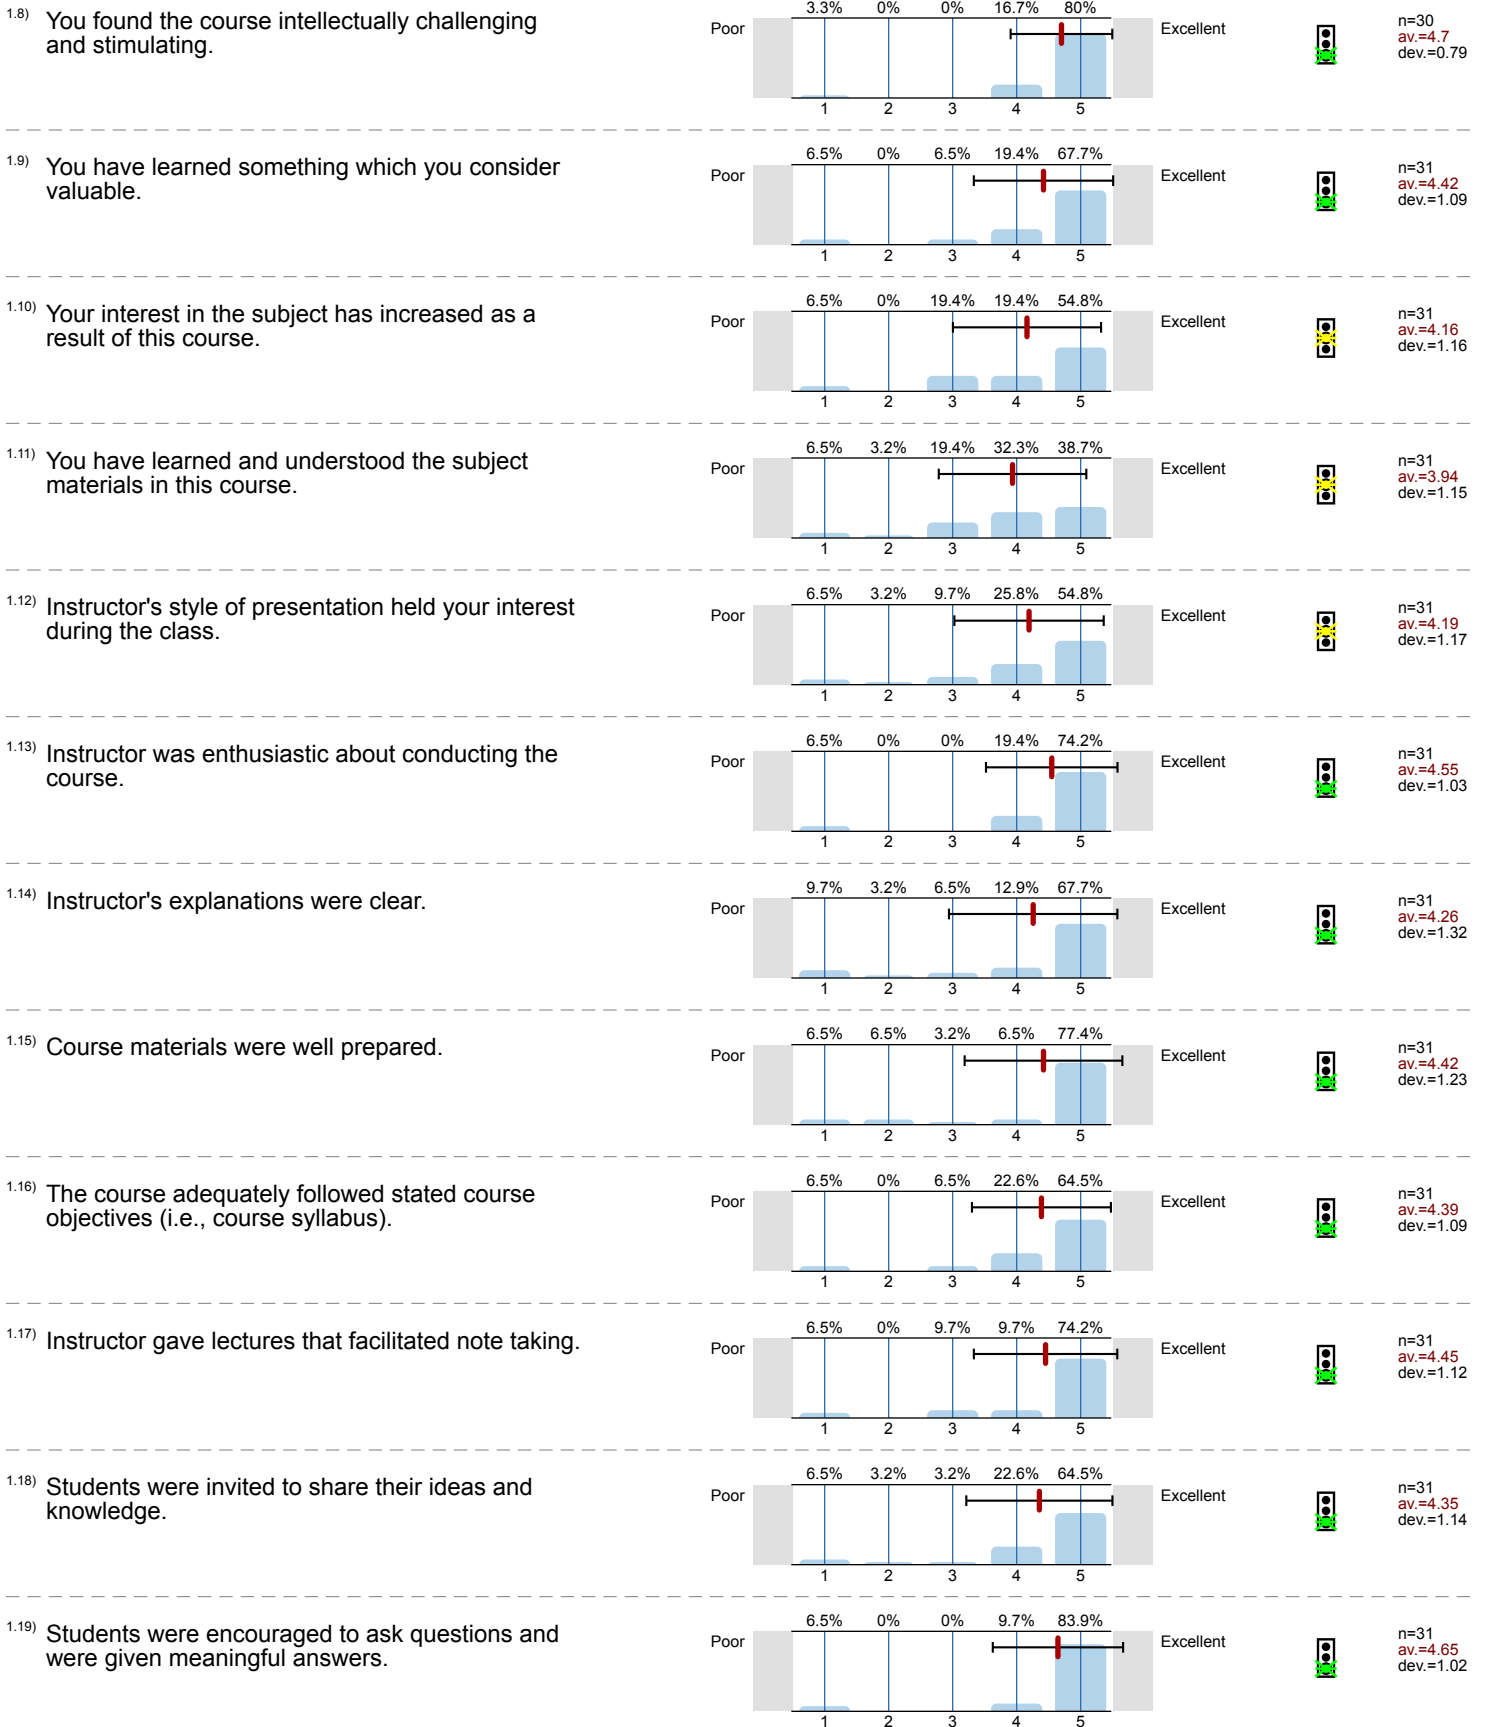 1.8) You found the course intellectually challenging
and stimulating.
3.3% 0% 0% 16.7% 80%
Poor Excellent
1 2 3 4 5
n=30
av.=4.7
dev.=0.79
1.9) You have learned something which you consider
valuable.
6.5% 0% 6.5% 19.4% 67.7%
Poor Excellent
1 2 3 4 5
n=31
av.=4.42
dev.=1.09
1.10) Your interest in the subject has increased as a
result of this course.
6.5% 0% 19.4% 19.4% 54.8%
Poor Excellent
1 2 3 4 5
n=31
av.=4.16
dev.=1.16
1.11) You have learned and understood the subject
materials in this course.
6.5% 3.2% 19.4% 32.3% 38.7%
Poor Excellent
1 2 3 4 5
n=31
av.=3.94
dev.=1.15
1.12) Instructor's style of presentation held your interest
during the class.
6.5% 3.2% 9.7% 25.8% 54.8%
Poor Excellent
1 2 3 4 5
n=31
av.=4.19
dev.=1.17
1.13) Instructor was enthusiastic about conducting the
course.
6.5% 0% 0% 19.4% 74.2%
Poor Excellent
1 2 3 4 5
n=31
av.=4.55
dev.=1.03
1.14) Instructor's explanations were clear.
9.7% 3.2% 6.5% 12.9% 67.7%
Poor Excellent
1 2 3 4 5
n=31
av.=4.26
dev.=1.32
1.15) Course materials were well prepared.
6.5% 6.5% 3.2% 6.5% 77.4%
Poor Excellent
1 2 3 4 5
n=31
av.=4.42
dev.=1.23
1.16) The course adequately followed stated course
objectives (i.e., course syllabus).
6.5% 0% 6.5% 22.6% 64.5%
Poor Excellent
1 2 3 4 5
n=31
av.=4.39
dev.=1.09
1.17) Instructor gave lectures that facilitated note taking.
6.5% 0% 9.7% 9.7% 74.2%
Poor Excellent
1 2 3 4 5
n=31
av.=4.45
dev.=1.12
1.18) Students were invited to share their ideas and
knowledge.
6.5% 3.2% 3.2% 22.6% 64.5%
Poor Excellent
1 2 3 4 5
n=31
av.=4.35
dev.=1.14
1.19) Students were encouraged to ask questions and
were given meaningful answers.
6.5% 0% 0% 9.7% 83.9%
Poor Excellent
1 2 3 4 5
n=31
av.=4.65
dev.=1.02